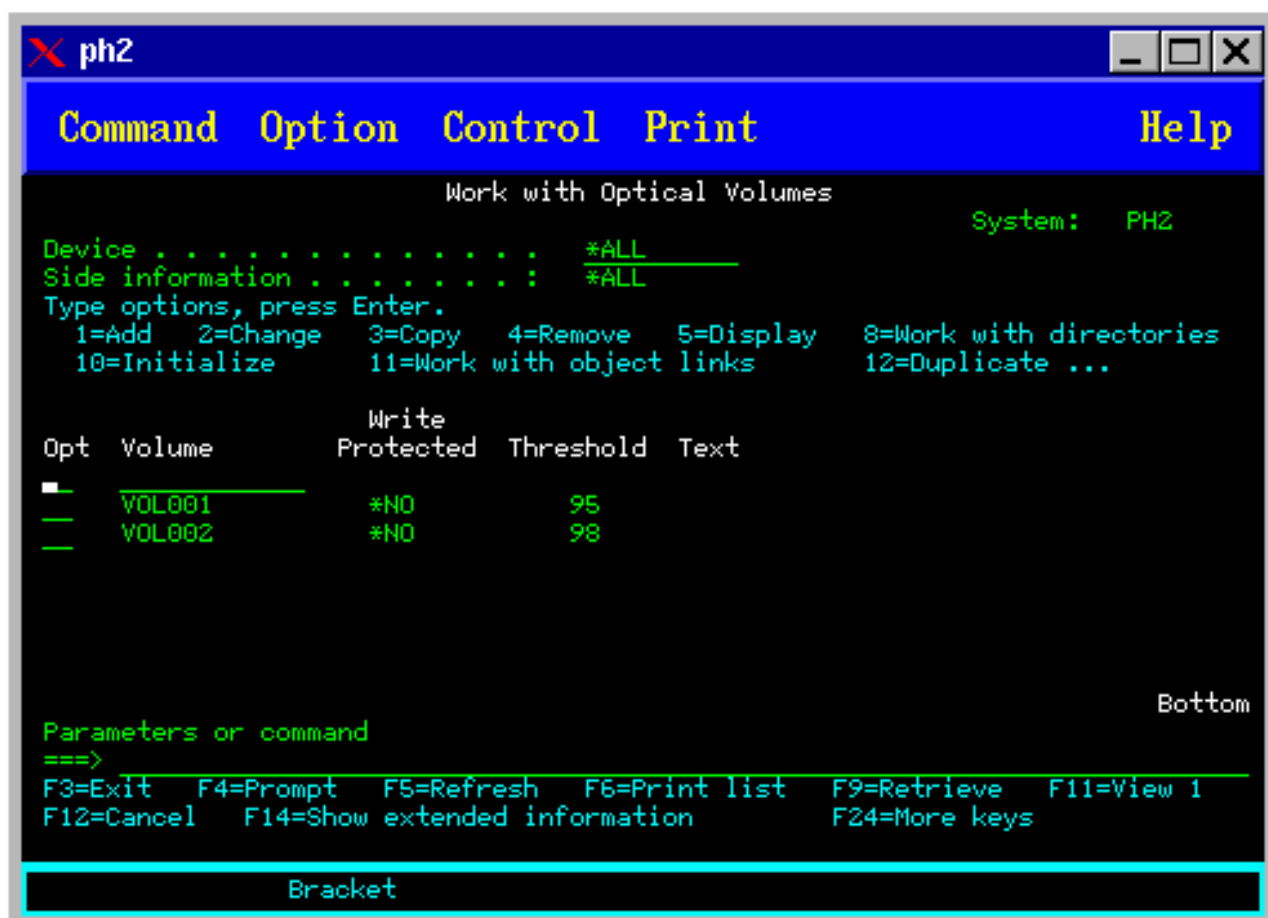 ph2
Command Option Control Print Help
Work with Optical Volumes
System: PH2
Device . . . . . . . . . . . . . *ALL
Side information . . . . . . . : *ALL
Type options, press Enter.
1=Add 2=Change 3=Copy 4=Remove 5=Display 8=Work with directories
10=Initialize 11=Work with object links 12=Duplicate ...
Write
Opt Volume Protected Threshold Text
VOL001 *NO 95
VOL002 *NO 98
Bottom
Parameters or command
===>
F3=Exit F4=Prompt F5=Refresh F6=Print list F9=Retrieve F11=View 1
F12=Cancel F14=Show extended information F24=More keys
Bracket